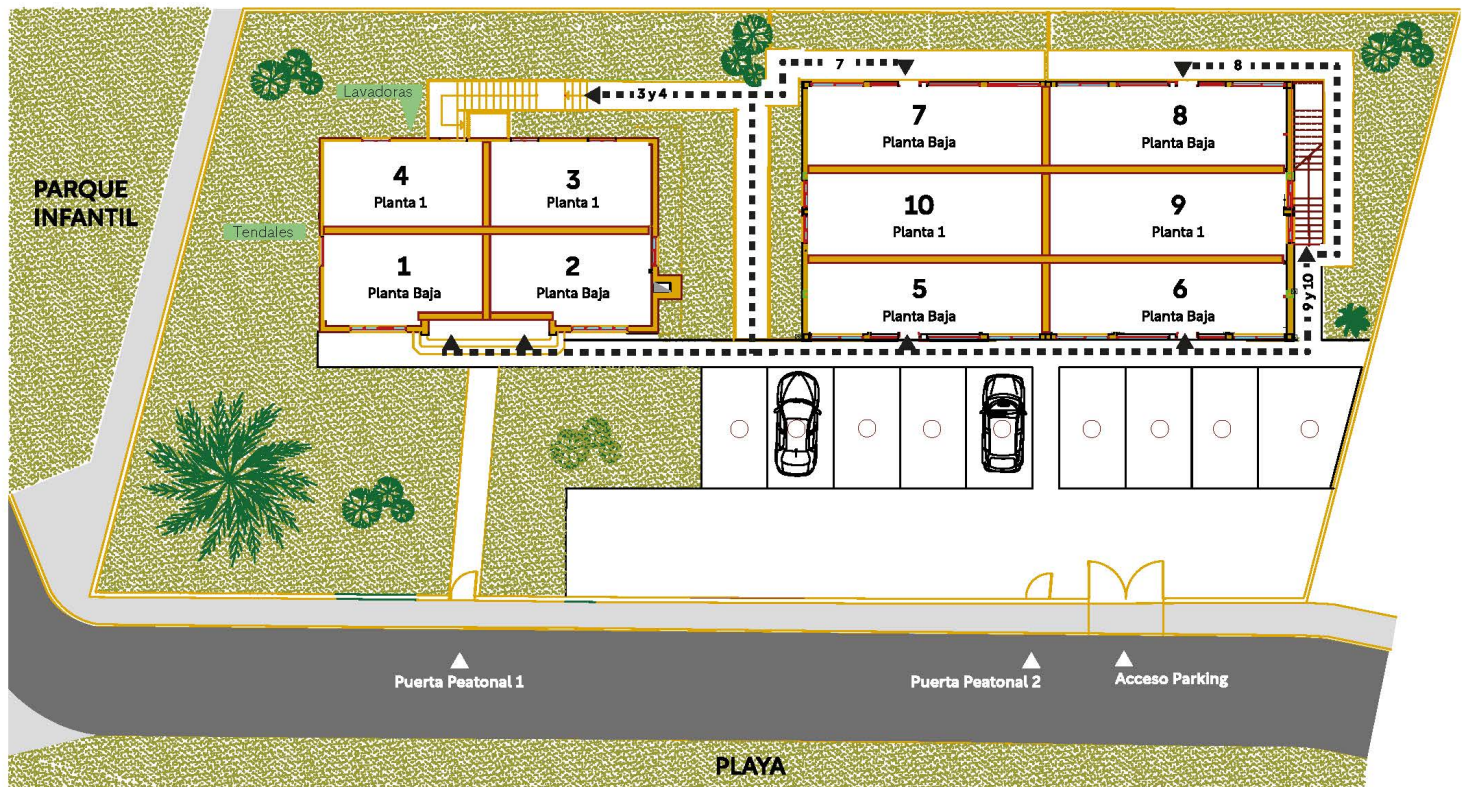 7
8
3 y 4
Lavadoras
7
Planta Baja
8
Planta Baja
PARQUE
INFANTIL
4
Planta 1
3
Planta 1
Tendales
10
Planta 1
9
Planta 1
1
Planta Baja
2
Planta Baja
5
Planta Baja
6
Planta Baja
9 y 10
Puerta Peatonal 1
Puerta Peatonal 2
Acceso Parking
PLAYA